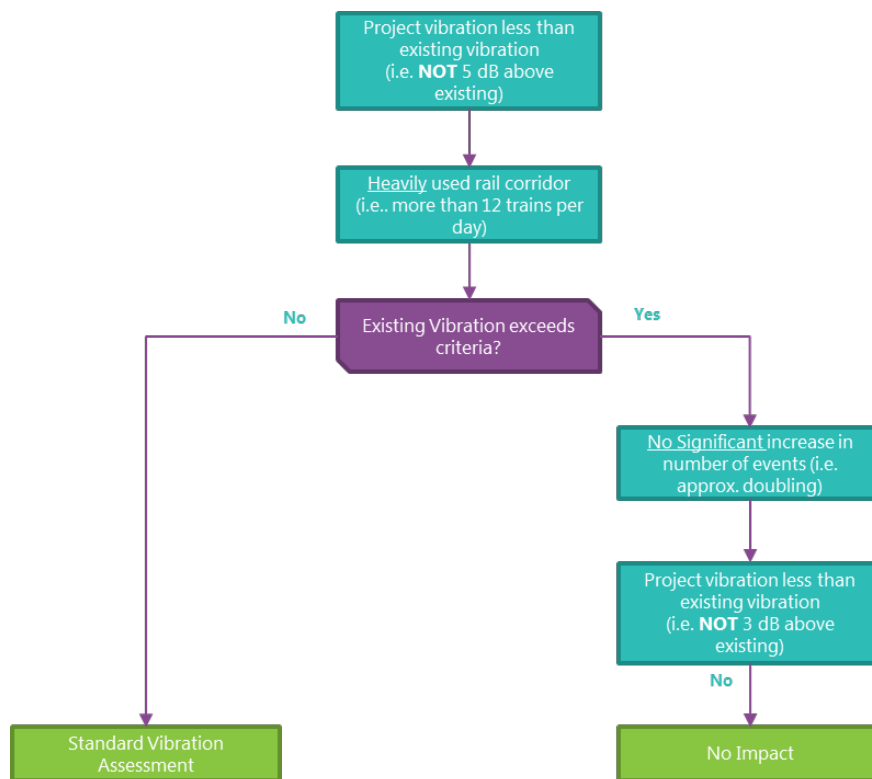 Project vibration less than
existing vibration
(i.e. NOT 5 dB above
existing)
Heavily used rail corridor
(i.e.. more than 12 trains per
day)
No
Yes
Existing Vibration exceeds
criteria?
No Significant increase in
number of events (i.e.
approx. doubling)
Project vibration less than
existing vibration
(i.e. NOT 3 dB above
existing)
No
Standard Vibration
Assessment
No Impact